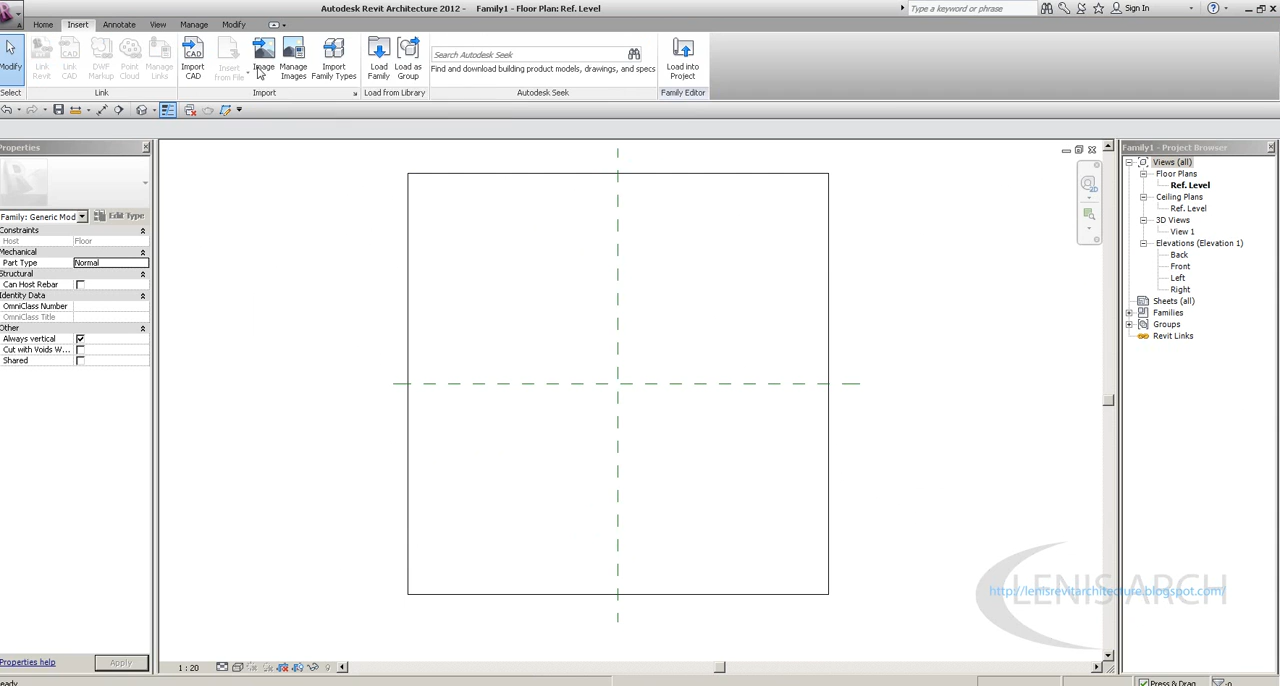 Autodesk Revit Architecture 2012 - Family1 - Floor Plan: Ref. Level
Type a keyword or phrase
Sign In
Home Insert Annotate View Manage Modify
Modify
Link Revit
Link CAD
DWF Markup
Point Cloud
Manage Links
Import CAD
Insert from File
Image
Manage Images
Import Family Types
Load Family
Load as Group
Search Autodesk Seek
Find and download building product models, drawings, and specs
Load into Project
Select Link Import Load from Library Autodesk Seek Family Editor
Properties
Family: Generic Mod
Edit Type
Constraints
Host Floor
Mechanical
Part Type Normal
Structural
Can Host Rebar
Identity Data
OmniClass Number
OmniClass Title
Other
Always vertical
Cut with Voids W...
Shared
Properties help
Apply
1 : 20
2D
Family1 - Project Browser
Views (all)
Floor Plans
Ref. Level
Ceiling Plans
Ref. Level
3D Views
View 1
Elevations (Elevation 1)
Back
Front
Left
Right
Sheets (all)
Families
Groups
Revit Links
LENIS ARCH
http://lenisrevitarchitecture.blogspot.com/
Press & Drag
:0